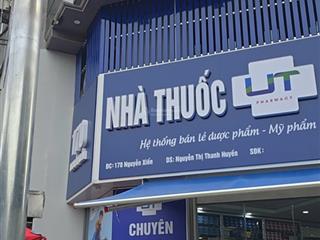 NHÀ THUỐC
UT
PHARMACY
Hệ thống bán lẻ dược phẩm - Mỹ phẩm
ĐC: 170 Nguyễn Xiển DS: Nguyễn Thị Thanh Huyền SĐK:
CHUYÊN